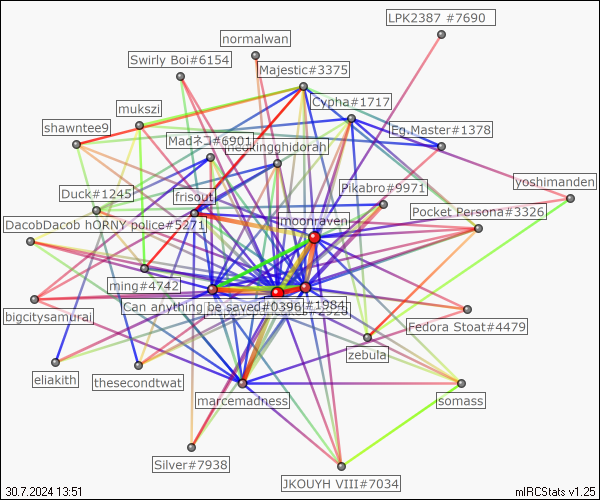 LPK2387 #7690
normalwan
Swirly Boi#6154
Majestic#3375
Cypha#1717
mukszi
shawntee9
Eg.Master#1378
Madネコ#6901
neokingghidorah
yoshimanden
Pikabro#9971
Duck#1245
frisout
Pocket Persona#3326
moonraven
DacobDacob hORNY police#5271
ming#4742
Can anything be saved#0396
#1984
bigcitysamurai
Fedora Stoat#4479
zebula
eliakith
thesecondtwat
marcemadness
somass
Silver#7938
JKOUYH VIII#7034
30.7.2024 13:51
mIRCStats v1.25